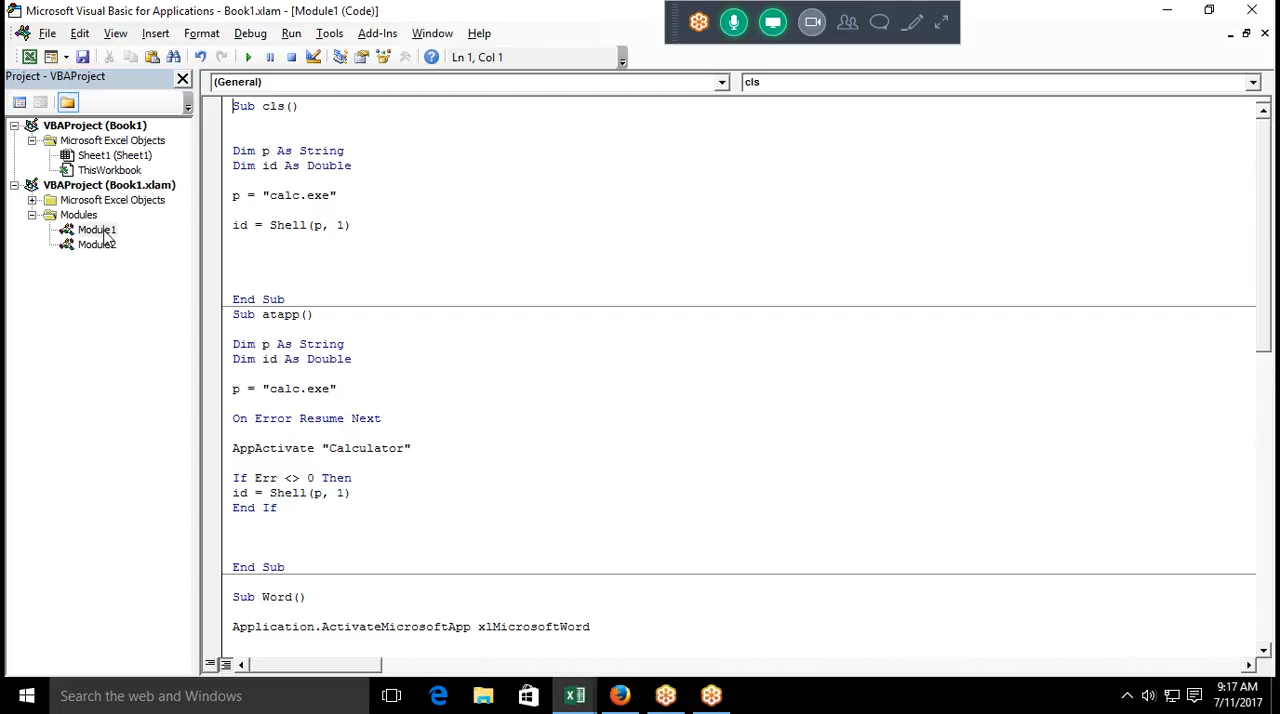 Microsoft Visual Basic for Applications - Book1.xlam - [Module1 (Code)]
File Edit View Insert Format Debug Run Tools Add-Ins Window Help
Ln 1, Col 1
Project - VBAProject
(General)
cls
VBAProject (Book1)
Microsoft Excel Objects
Sheet1 (Sheet1)
ThisWorkbook
VBAProject (Book1.xlam)
Microsoft Excel Objects
Modules
Module1
Module2
Sub cls()
Dim p As String
Dim id As Double
p = "calc.exe"
id = Shell(p, 1)
End Sub
Sub atapp()
Dim p As String
Dim id As Double
p = "calc.exe"
On Error Resume Next
AppActivate "Calculator"
If Err <> 0 Then
id = Shell(p, 1)
End If
End Sub
Sub Word()
Application.ActivateMicrosoftApp xlMicrosoftWord
Search the web and Windows
9:17 AM
7/11/2017